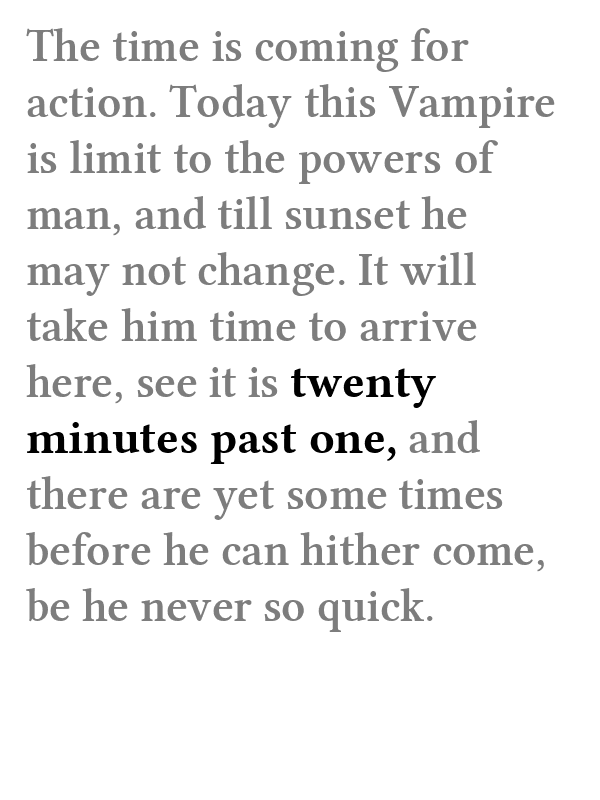 The time is coming for
action. Today this Vampire
is limit to the powers of
man, and till sunset he
may not change. It will
take him time to arrive
here, see it is twenty
minutes past one, and
there are yet some times
before he can hither come,
be he never so quick.